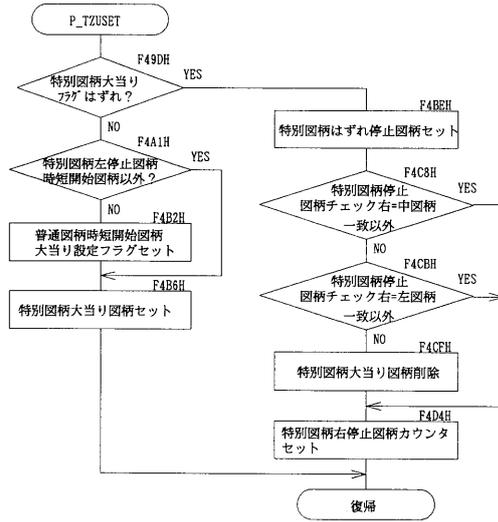 P_TZUSET
F49DH
特別図柄大当り
フラグはずれ？
YES
NO
F4A1H
特別図柄左停止図柄
時短開始図柄以外？
YES
NO
F4B2H
普通図柄時短開始図柄
大当り設定フラグセット
F4B6H
特別図柄大当り図柄セット
F4BEH
特別図柄はずれ停止図柄セット
F4C8H
特別図柄停止
図柄チェック右=中図柄
一致以外
YES
NO
F4CBH
特別図柄停止
図柄チェック右=左図柄
一致以外
YES
NO
F4CFH
特別図柄大当り図柄削除
F4D4H
特別図柄右停止図柄カウンタ
セット
復帰